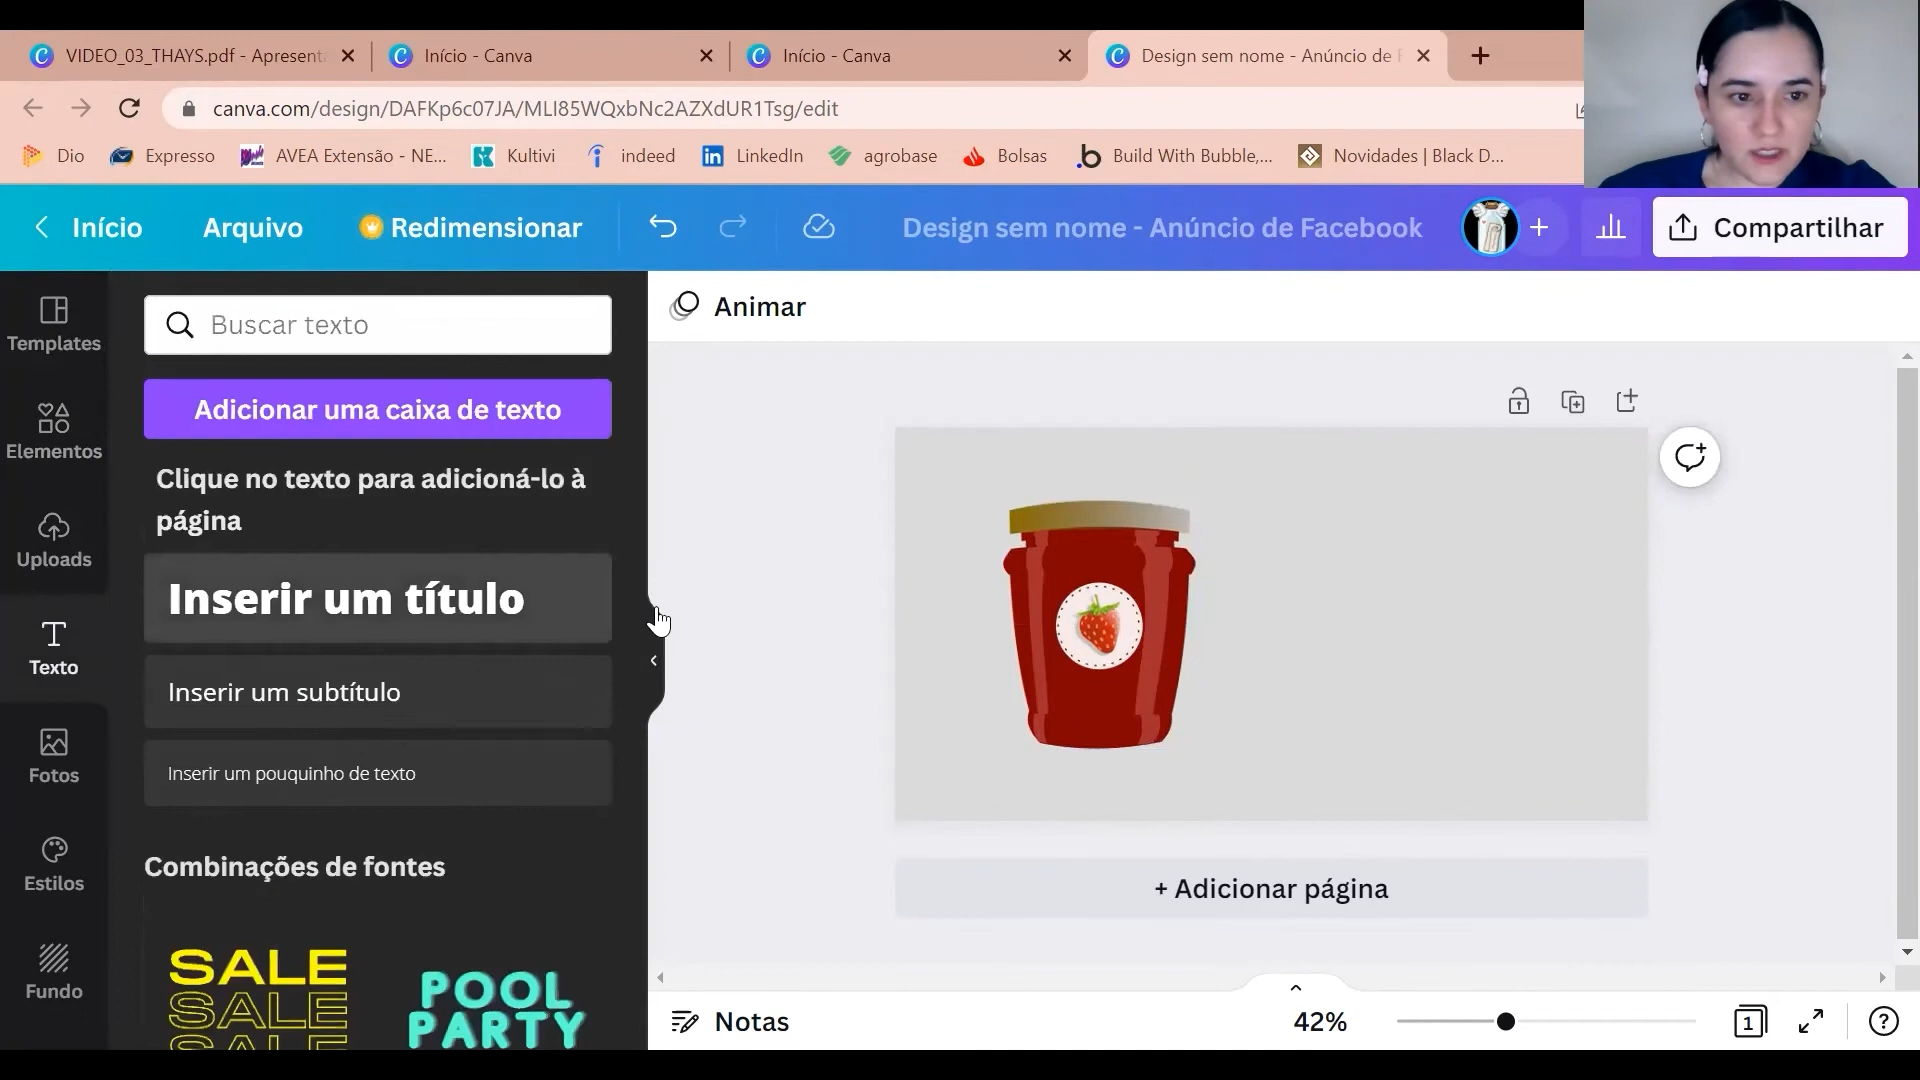 VIDEO_03_THAYS.pdf - Apresenta
Início - Canva
Início - Canva
Design sem nome - Anúncio de F
canva.com/design/DAFKp6c07JA/MLI85WQxbNc2AZXdUR1Tsg/edit
Dio
Expresso
AVEA Extensão - NE...
Kultivi
indeed
LinkedIn
agrobase
Bolsas
Build With Bubble,...
Novidades | Black D...
Início
Arquivo
Redimensionar
Design sem nome - Anúncio de Facebook
Compartilhar
Templates
Elementos
Uploads
Texto
Fotos
Estilos
Fundo
Buscar texto
Adicionar uma caixa de texto
Clique no texto para adicioná-lo à
página
Inserir um título
Inserir um subtítulo
Inserir um pouquinho de texto
Combinações de fontes
SALE
SALE
SALE
POOL
PARTY
Animar
+ Adicionar página
Notas
42%
1